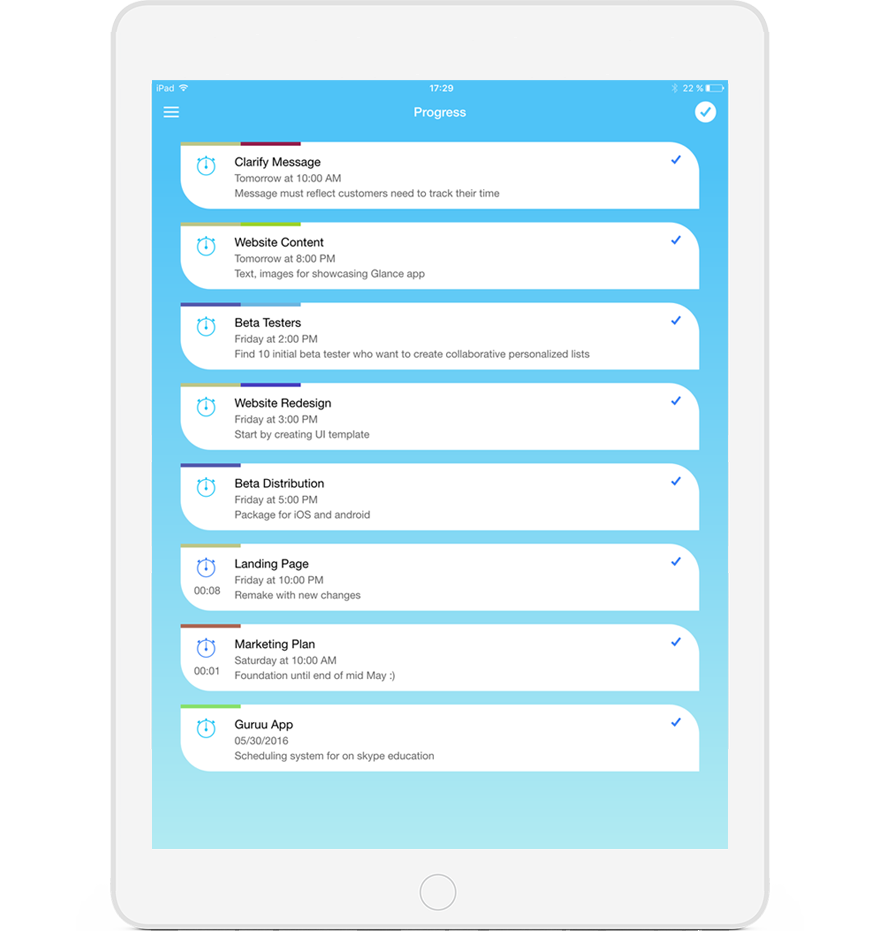 iPad 17:29 22 %
Progress
Clarify Message
Tomorrow at 10:00 AM
Message must reflect customers need to track their time
Website Content
Tomorrow at 8:00 PM
Text, images for showcasing Glance app
Beta Testers
Friday at 2:00 PM
Find 10 initial beta tester who want to create collaborative personalized lists
Website Redesign
Friday at 3:00 PM
Start by creating UI template
Beta Distribution
Friday at 5:00 PM
Package for iOS and android
Landing Page
Friday at 10:00 PM
00:08
Remake with new changes
Marketing Plan
Saturday at 10:00 AM
00:01
Foundation until end of mid May :)
Guruu App
05/30/2016
Scheduling system for on skype education